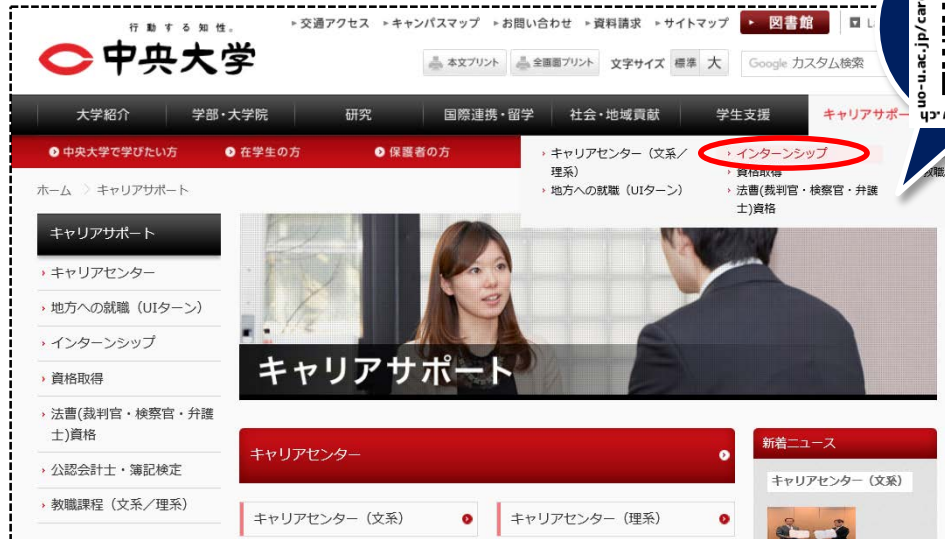 行動する知性。
中央大学
交通アクセス キャンパスマップ お問い合わせ 資料請求 サイトマップ 図書館
本文プリント 全画面プリント 文字サイズ 標準 大 Google カスタム検索
大学紹介 学部・大学院 研究 国際連携・留学 社会・地域貢献 学生支援 キャリアサポー
中央大学で学びたい方 在学生の方 保護者の方
キャリアセンター（文系／
理系）
地方への就職（UIターン）
インターンシップ
資格取得
法曹(裁判官・検察官・弁護
士)資格
uo-u.ac.jp/car
ホーム キャリアサポート
キャリアサポート
キャリアセンター
地方への就職（UIターン）
インターンシップ
資格取得
法曹(裁判官・検察官・弁護
士)資格
公認会計士・簿記検定
教職課程（文系／理系）
キャリアサポート
キャリアセンター
キャリアセンター（文系）
キャリアセンター（理系）
新着ニュース
キャリアセンター（文系）